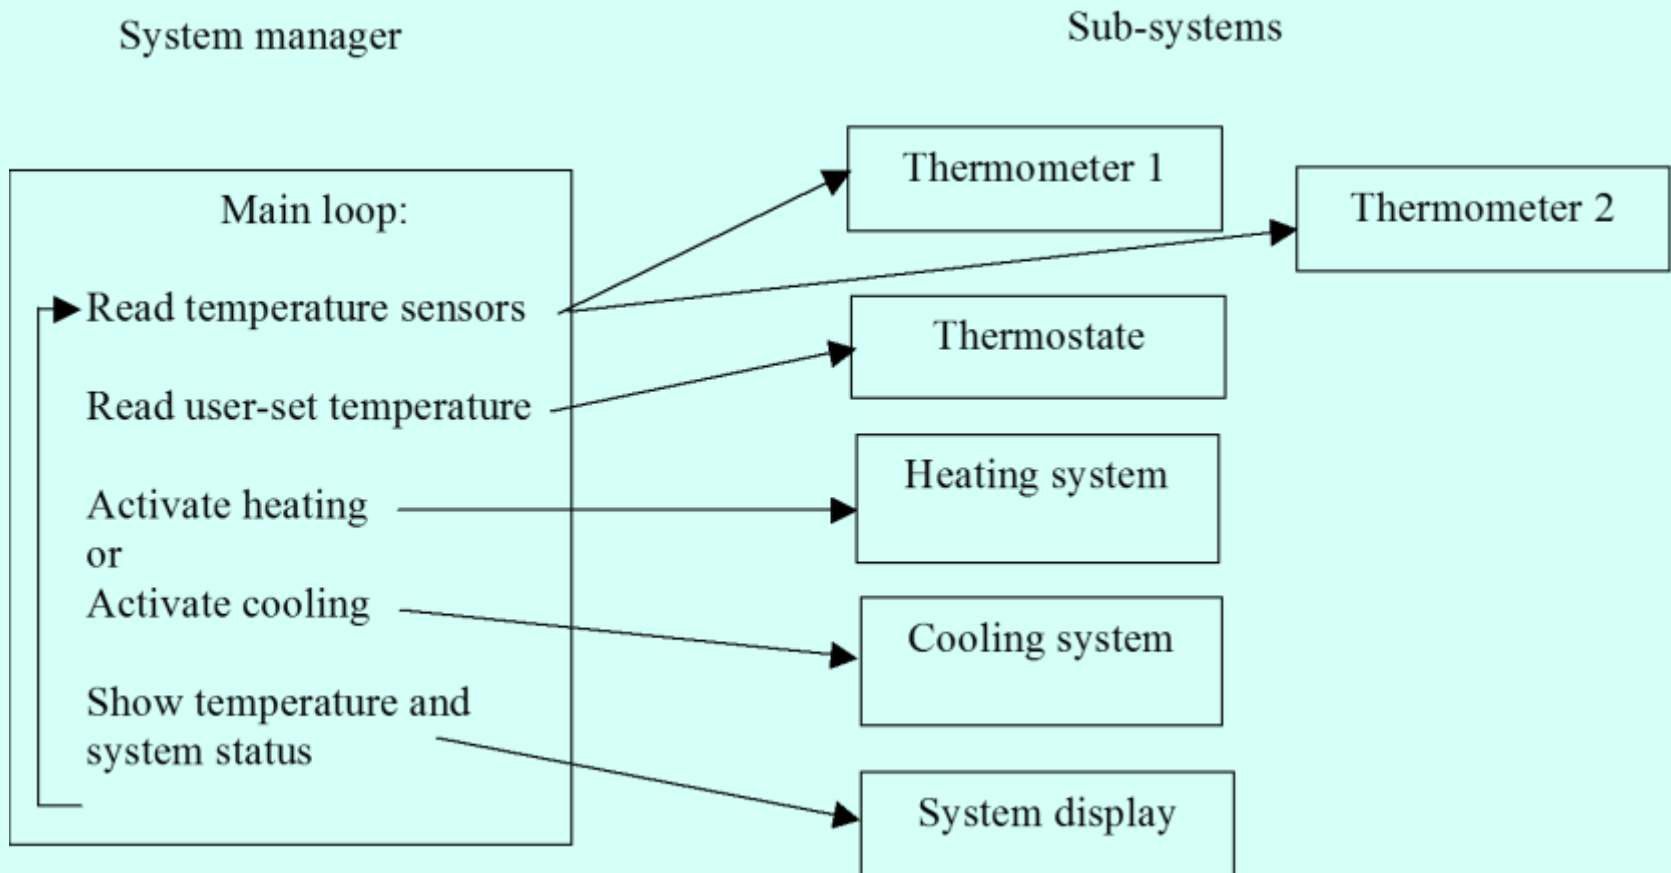 System manager
Sub-systems
Main loop:
Read temperature sensors
Read user-set temperature
Activate heating
or
Activate cooling
Show temperature and
system status
Thermometer 1
Thermometer 2
Thermostate
Heating system
Cooling system
System display